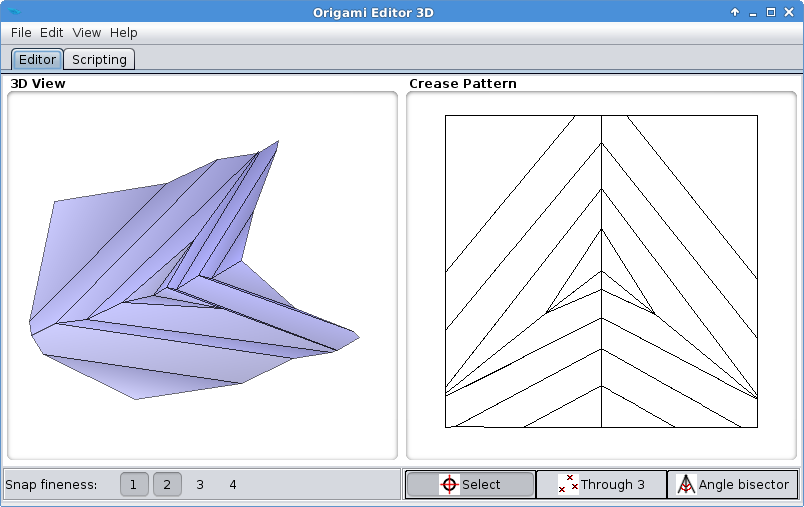 Origami Editor 3D
File Edit View Help
Editor Scripting
3D View
Crease Pattern
Snap fineness: 1 2 3 4
Select Through 3 Angle bisector